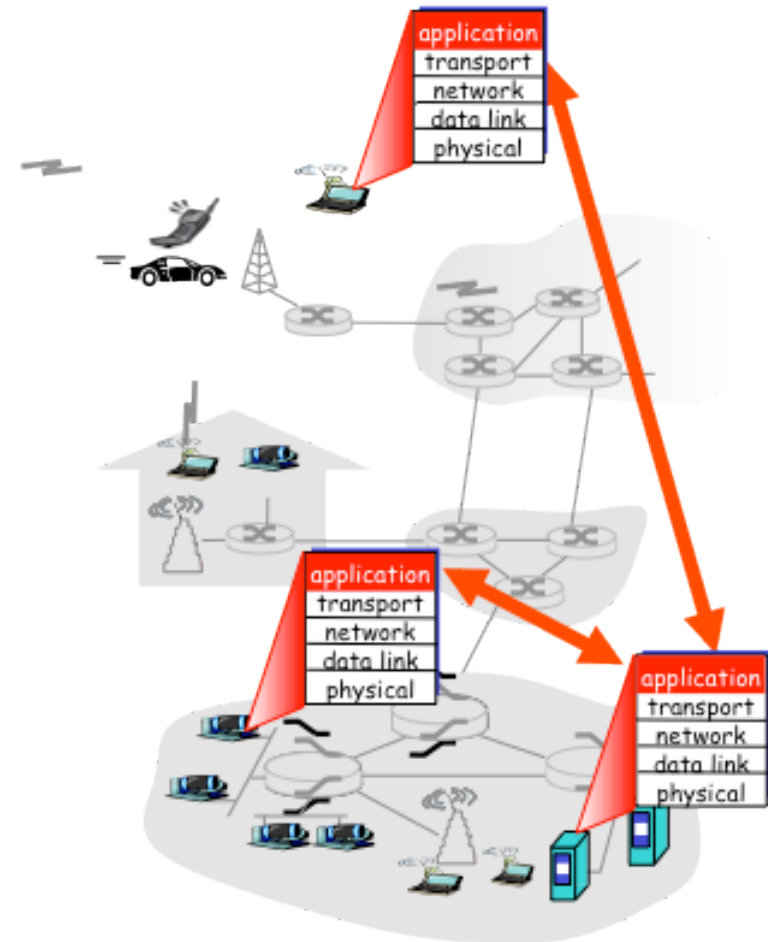 application
transport
network
data link
physical
application
transport
network
data link
physical
application
transport
network
data link
physical